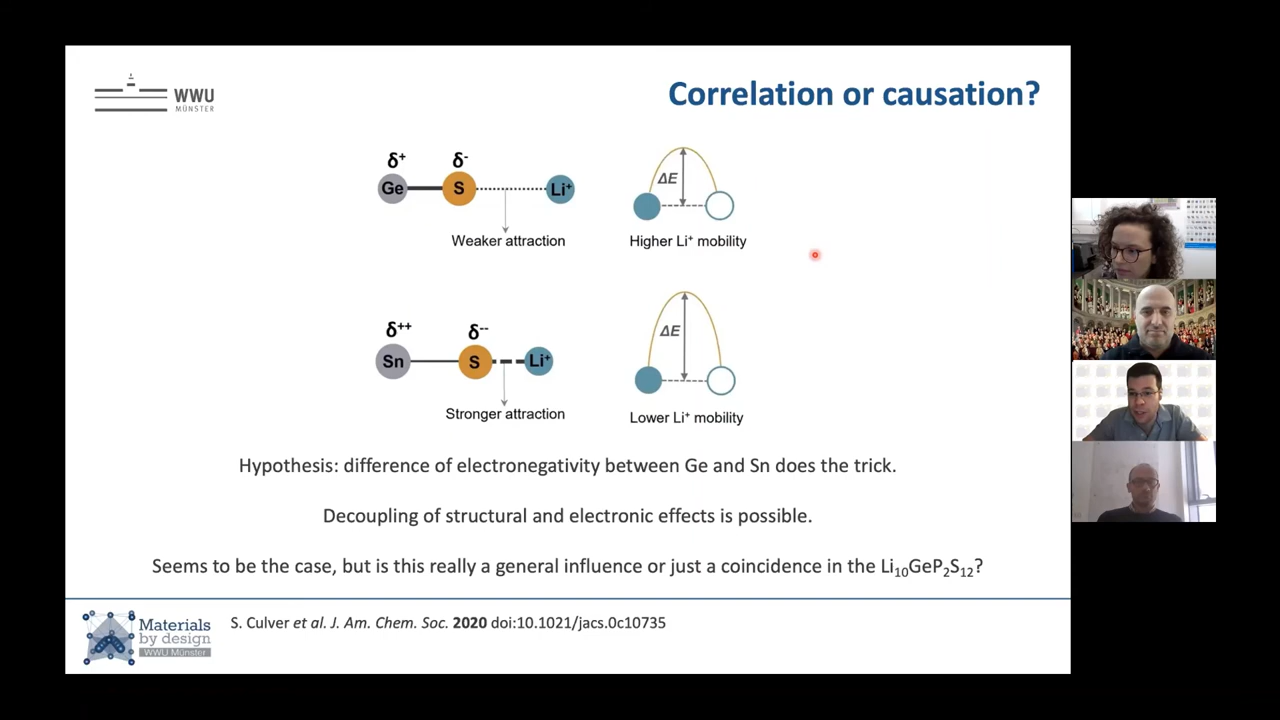 WWU
MÜNSTER
Correlation or causation?
δ+ δ-
Ge S Li+
Weaker attraction
ΔE
Higher Li+ mobility
δ++ δ--
Sn S Li+
Stronger attraction
ΔE
Lower Li+ mobility
Hypothesis: difference of electronegativity between Ge and Sn does the trick.
Decoupling of structural and electronic effects is possible.
Seems to be the case, but is this really a general influence or just a coincidence in the Li10GeP2S12?
Materials
by design
WWU Münster
S. Culver et al. J. Am. Chem. Soc. 2020 doi:10.1021/jacs.0c10735